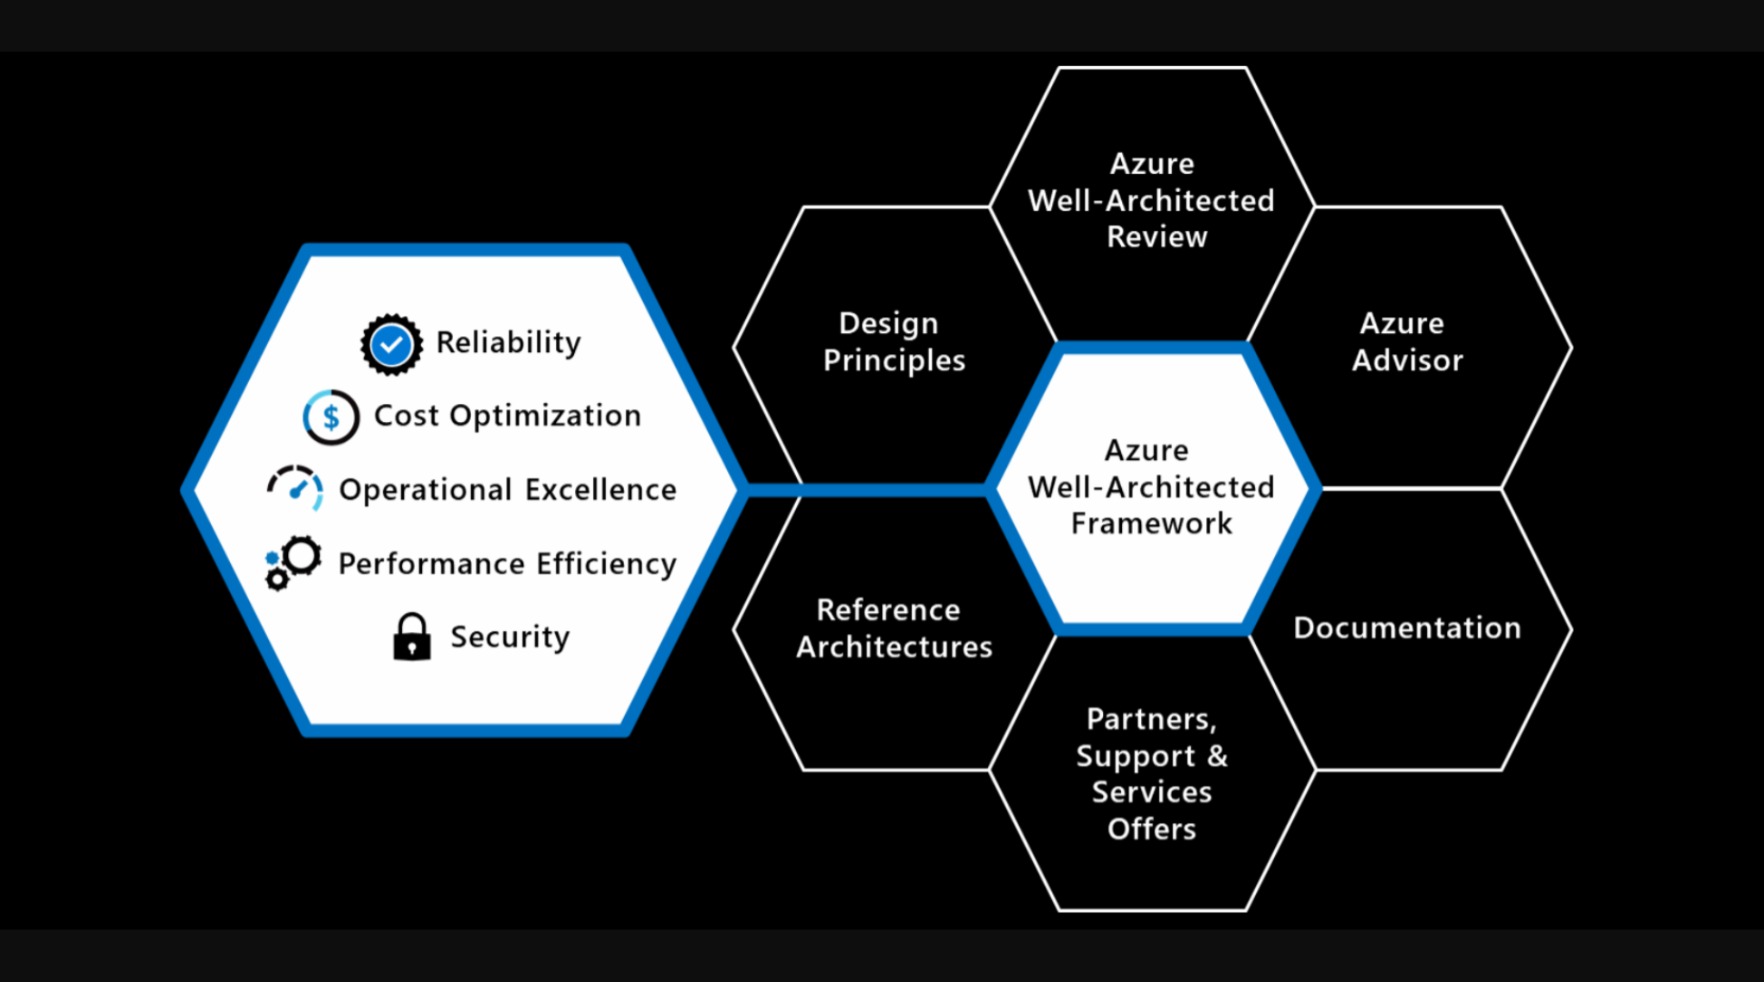 Reliability
$
Cost Optimization
Operational Excellence
Performance Efficiency
Security
Azure
Well-Architected
Review
Design
Principles
Azure
Advisor
Azure
Well-Architected
Framework
Reference
Architectures
Documentation
Partners,
Support &
Services
Offers